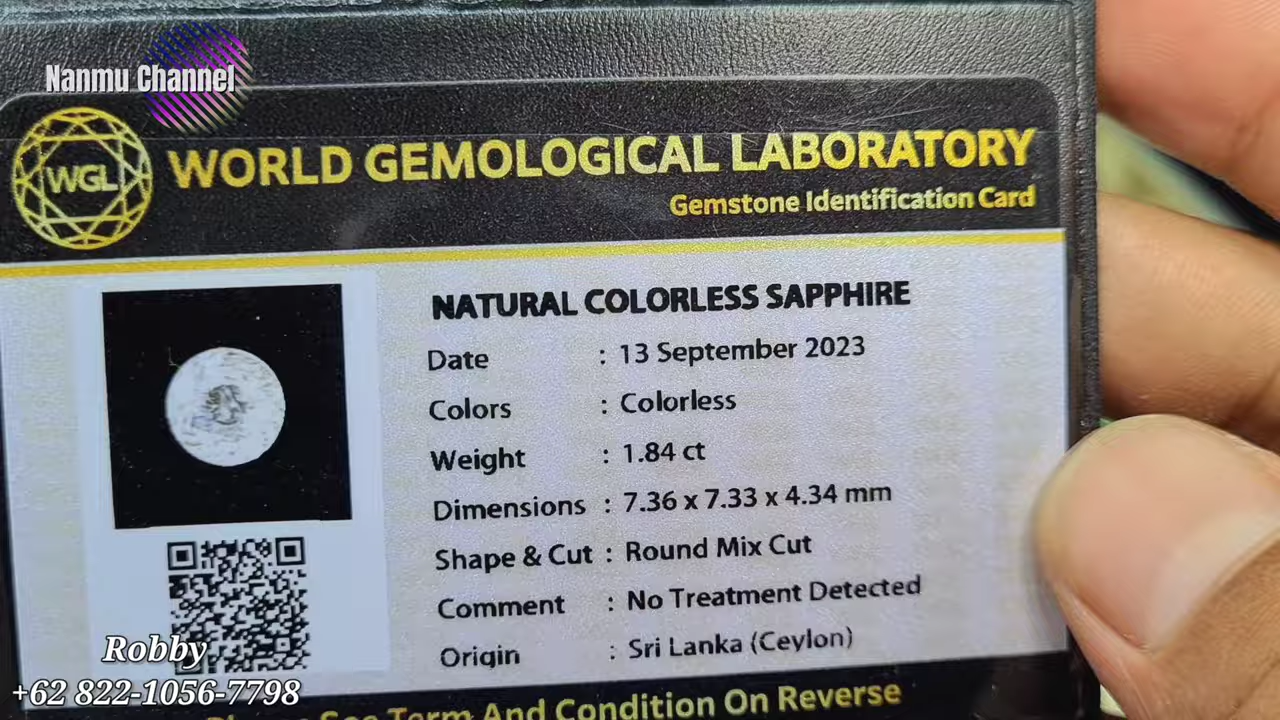 Nanmu Channel
WGL
WORLD GEMOLOGICAL LABORATORY
Gemstone Identification Card
NATURAL COLORLESS SAPPHIRE
Date : 13 September 2023
Colors : Colorless
Weight : 1.84 ct
Dimensions : 7.36 x 7.33 x 4.34 mm
Shape & Cut : Round Mix Cut
Comment : No Treatment Detected
Origin : Sri Lanka (Ceylon)
Robby
+62 822-1056-7798
Please See Term And Condition On Reverse